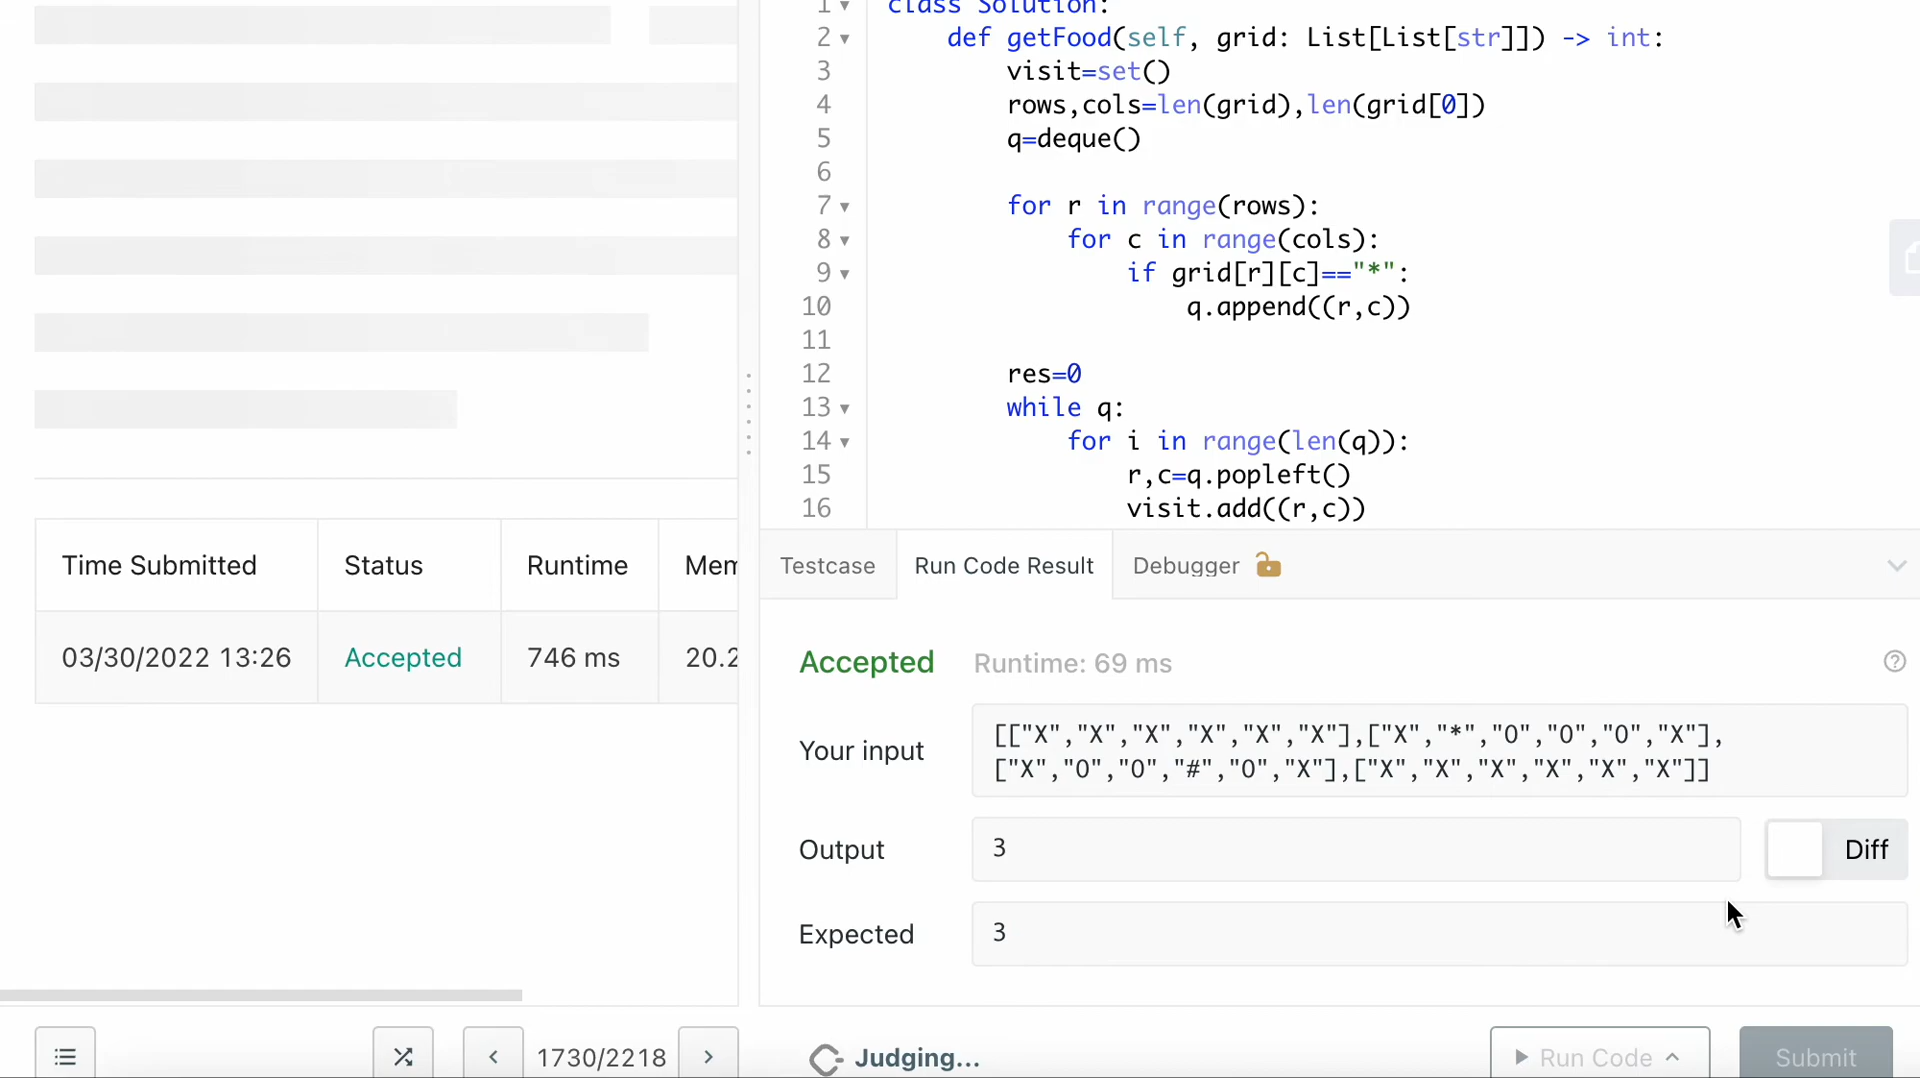 1 class Solution:
2 def getFood(self, grid: List[List[str]]) -> int:
3 visit=set()
4 rows,cols=len(grid),len(grid[0])
5 q=deque()
6
7 for r in range(rows):
8 for c in range(cols):
9 if grid[r][c]=="*":
10 q.append((r,c))
11
12 res=0
13 while q:
14 for i in range(len(q)):
15 r,c=q.popleft()
16 visit.add((r,c))
Time Submitted Status Runtime Mem
03/30/2022 13:26 Accepted 746 ms 20.2
Testcase Run Code Result Debugger
Accepted Runtime: 69 ms
Your input
[["X","X","X","X","X","X"],["X","*","O","O","O","X"],
["X","O","O","#","O","X"],["X","X","X","X","X","X"]]
Output 3 Diff
Expected 3
1730/2218 Judging... Run Code Submit